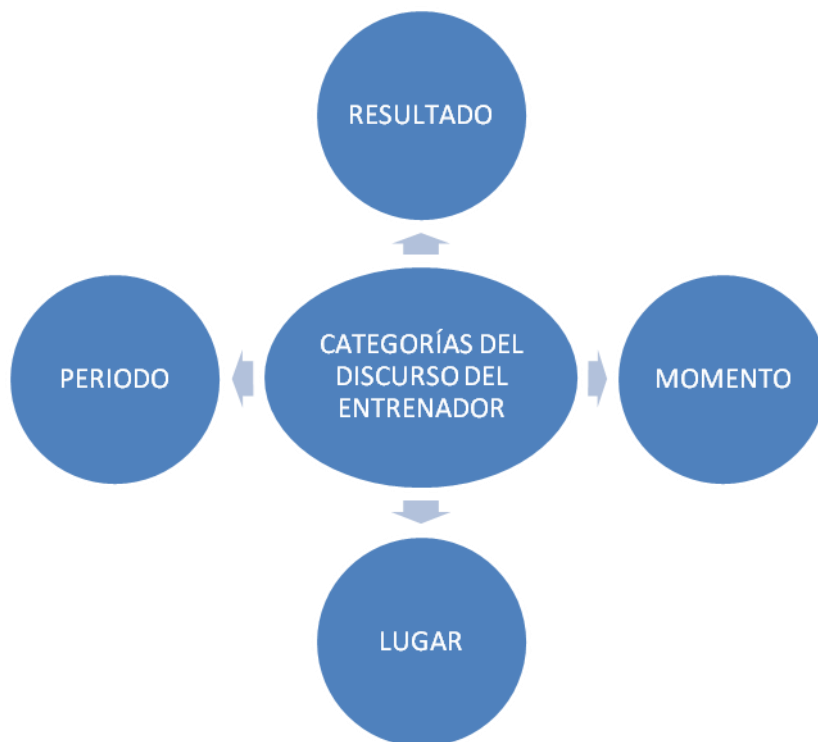 RESULTADO
PERIODO
CATEGORÍAS DEL
DISCURSO DEL
ENTRENADOR
MOMENTO
LUGAR